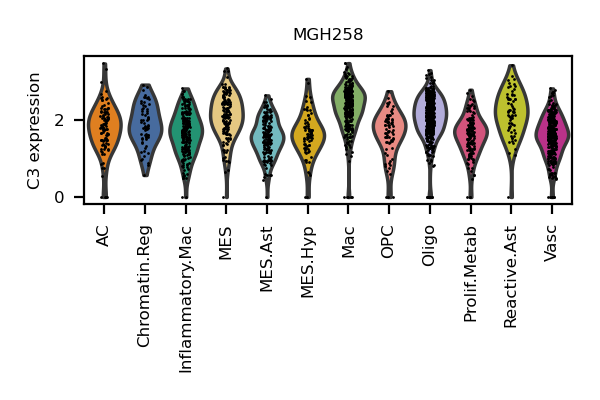 MGH258
C3 expression
2
0
AC
Chromatin.Reg
Inflammatory.Mac
MES
MES.Ast
MES.Hyp
Mac
OPC
Oligo
Prolif.Metab
Reactive.Ast
Vasc